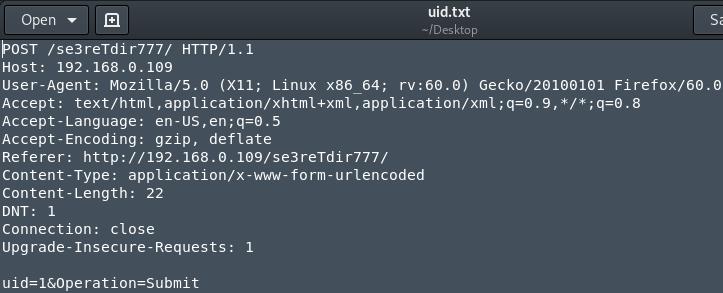 Open
uid.txt
Sa
~/Desktop
POST /se3reTdir777/ HTTP/1.1
Host: 192.168.0.109
User-Agent: Mozilla/5.0 (X11; Linux x86_64; rv:60.0) Gecko/20100101 Firefox/60.0
Accept: text/html,application/xhtml+xml,application/xml;q=0.9,*/*;q=0.8
Accept-Language: en-US,en;q=0.5
Accept-Encoding: gzip, deflate
Referer: http://192.168.0.109/se3reTdir777/
Content-Type: application/x-www-form-urlencoded
Content-Length: 22
DNT: 1
Connection: close
Upgrade-Insecure-Requests: 1
uid=1&Operation=Submit